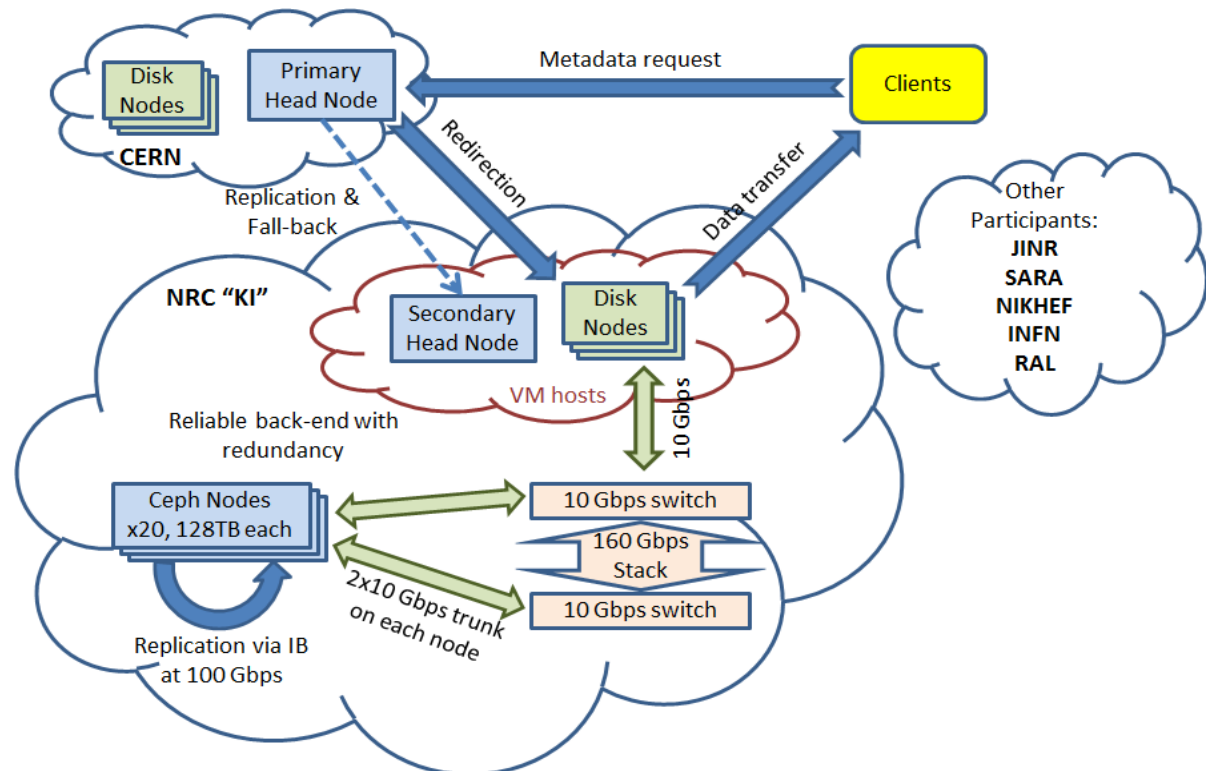 Disk
Nodes
CERN
Primary
Head Node
Metadata request
Clients
Redirection
Data transfer
Replication &
Fall-back
Other
Participants:
JINR
SARA
NIKHEF
INFN
RAL
NRC “KI”
Secondary
Head Node
Disk
Nodes
VM hosts
10 Gbps
Reliable back-end with
redundancy
Ceph Nodes
x20, 128TB each
10 Gbps switch
160 Gbps
Stack
10 Gbps switch
2x10 Gbps trunk
on each node
Replication via IB
at 100 Gbps